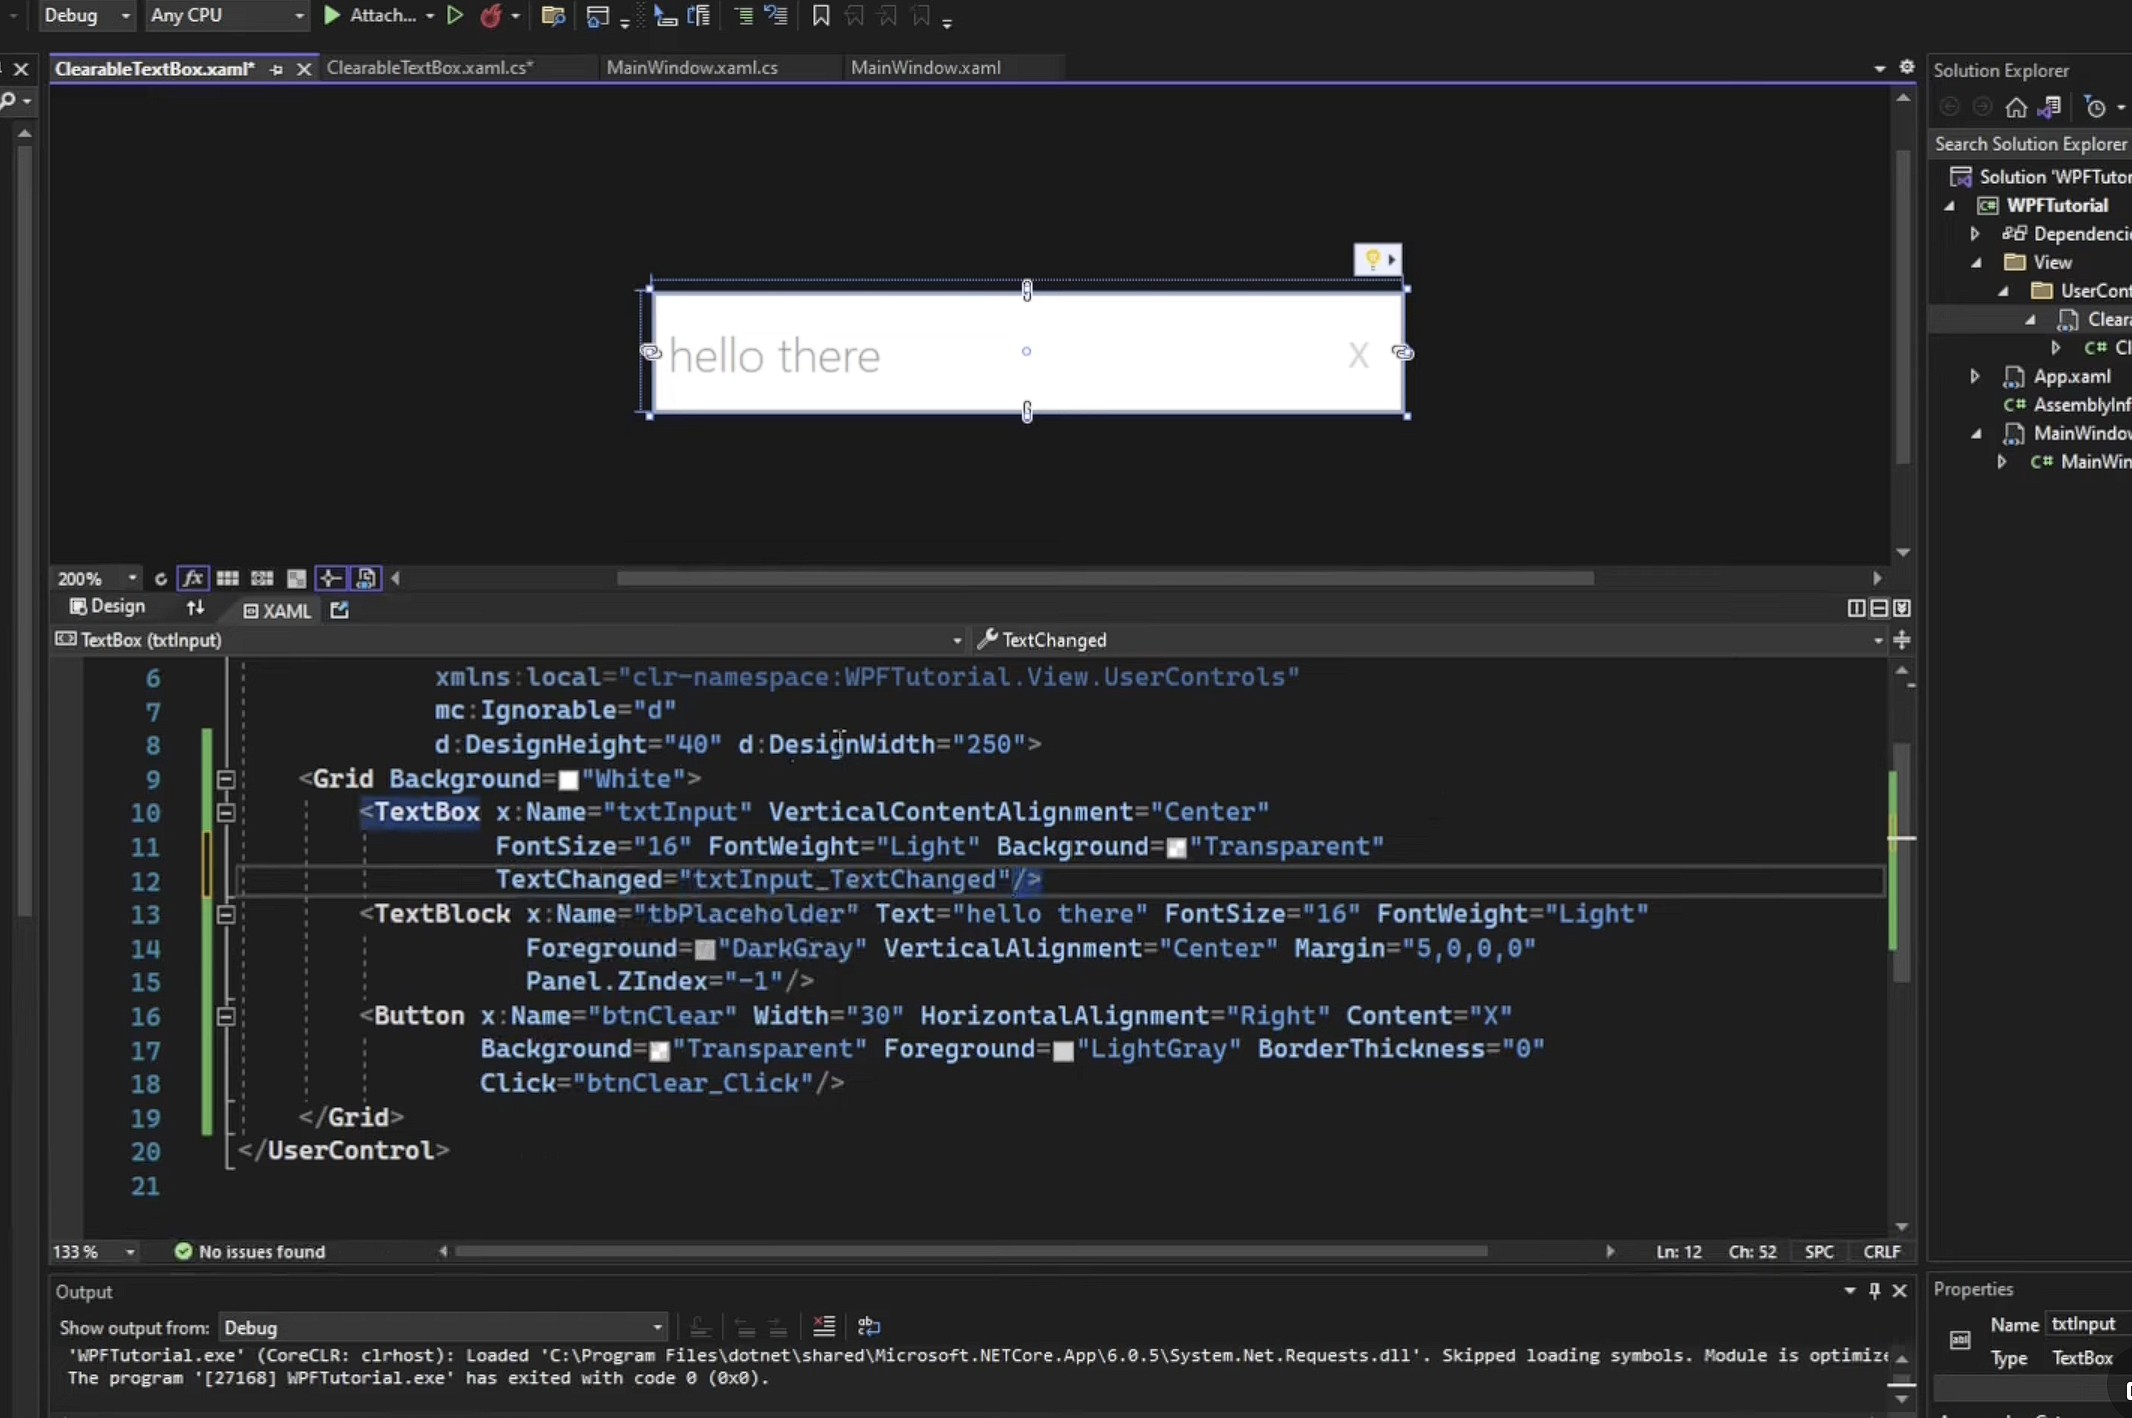 Debug Any CPU Attach...
ClearableTextBox.xaml* ClearableTextBox.xaml.cs* MainWindow.xaml.cs MainWindow.xaml
hello there X
200% fx
Design XAML
TextBox (txtInput) TextChanged
6 xmlns:local="clr-namespace:WPFTutorial.View.UserControls"
7 mc:Ignorable="d"
8 d:DesignHeight="40" d:DesignWidth="250">
9 <Grid Background="White">
10 <TextBox x:Name="txtInput" VerticalContentAlignment="Center"
11 FontSize="16" FontWeight="Light" Background="Transparent"
12 TextChanged="txtInput_TextChanged"/>
13 <TextBlock x:Name="tbPlaceholder" Text="hello there" FontSize="16" FontWeight="Light"
14 Foreground="DarkGray" VerticalAlignment="Center" Margin="5,0,0,0"
15 Panel.ZIndex="-1"/>
16 <Button x:Name="btnClear" Width="30" HorizontalAlignment="Right" Content="X"
17 Background="Transparent" Foreground="LightGray" BorderThickness="0"
18 Click="btnClear_Click"/>
19 </Grid>
20 </UserControl>
21
133 % No issues found Ln: 12 Ch: 52 SPC CRLF
Output
Show output from: Debug
'WPFTutorial.exe' (CoreCLR: clrhost): Loaded 'C:\Program Files\dotnet\shared\Microsoft.NETCore.App\6.0.5\System.Net.Requests.dll'. Skipped loading symbols. Module is optimize
The program '[27168] WPFTutorial.exe' has exited with code 0 (0x0).
Solution Explorer
Search Solution Explorer
Solution 'WPFTutor
C# WPFTutorial
Dependenci
View
UserCont
Cleara
C# Cl
App.xaml
C# AssemblyInf
MainWindow
C# MainWin
Properties
Name txtInput
Type TextBox